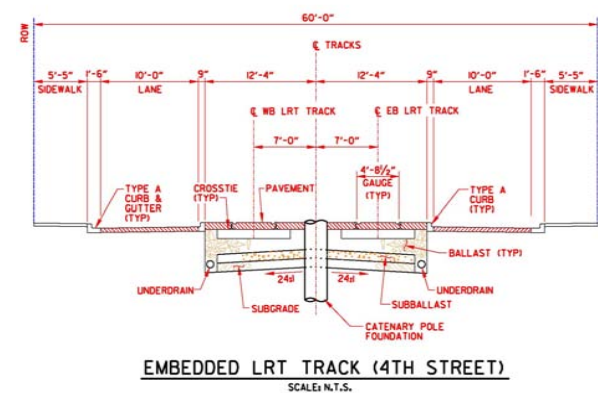 60'-0"
ROW
℄ TRACKS
5'-5" 1'-6" 10'-0" 9" 12'-4" 12'-4" 9" 10'-0" 1'-6" 5'-5"
SIDEWALK LANE LANE SIDEWALK
℄ WB LRT TRACK ℄ EB LRT TRACK
7'-0" 7'-0"
4'-8½"
GAUGE
(TYP)
TYPE A
CURB &
GUTTER
(TYP)
CROSSTIE
(TYP)
PAVEMENT
TYPE A
CURB
(TYP)
BALLAST (TYP)
24:1 24:1
UNDERDRAIN UNDERDRAIN
SUBGRADE SUBBALLAST
CATENARY POLE
FOUNDATION
EMBEDDED LRT TRACK (4TH STREET)
SCALE: N.T.S.